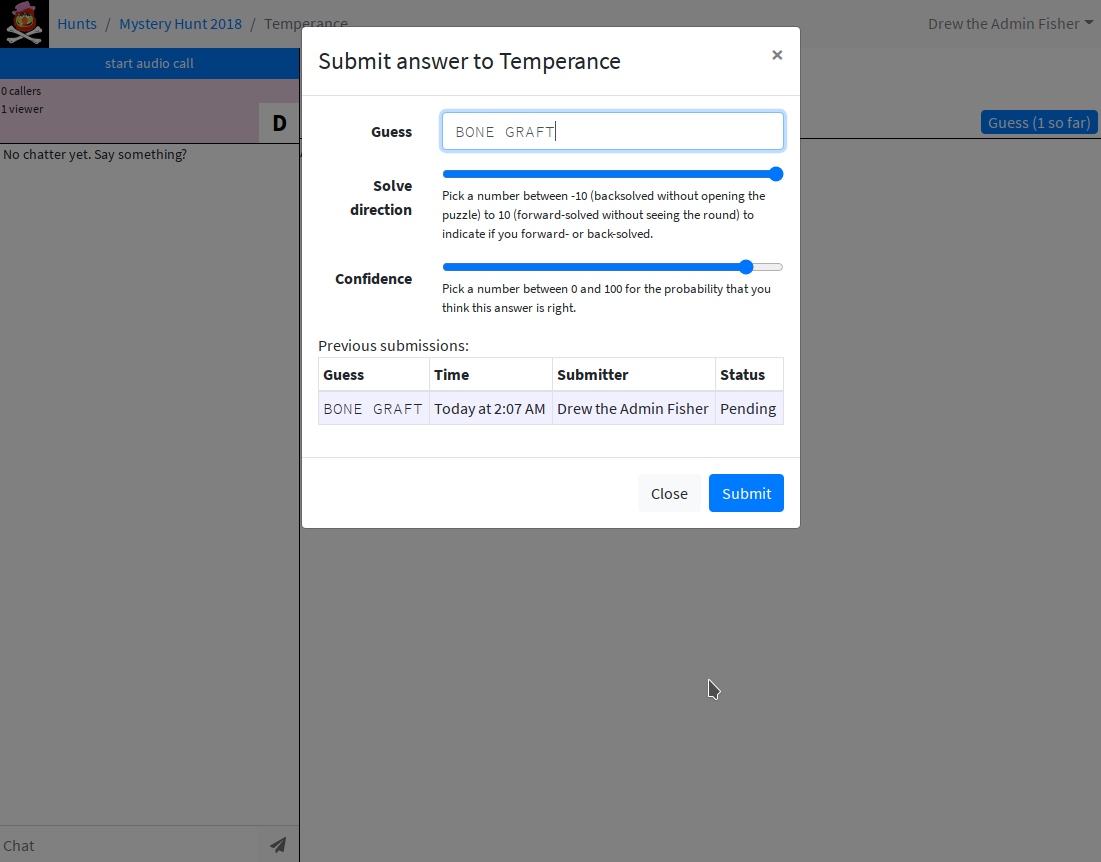 Hunts / Mystery Hunt 2018 / Temperance
Drew the Admin Fisher
start audio call
0 callers
1 viewer
D
Guess (1 so far)
No chatter yet. Say something?
Submit answer to Temperance
×
Guess
BONE GRAFT
Solve
direction
Pick a number between -10 (backsolved without opening the
puzzle) to 10 (forward-solved without seeing the round) to
indicate if you forward- or back-solved.
Confidence
Pick a number between 0 and 100 for the probability that you
think this answer is right.
Previous submissions:
Guess Time Submitter Status
BONE GRAFT Today at 2:07 AM Drew the Admin Fisher Pending
Close Submit
Chat